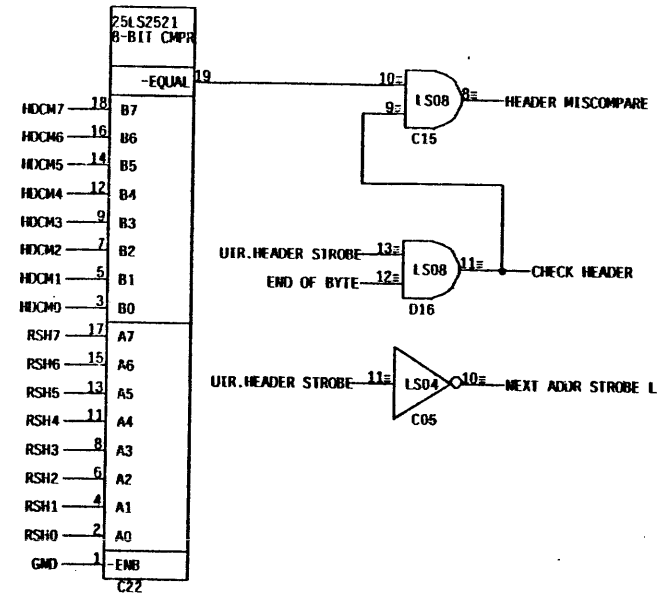 25LS2521
8-BIT CMPR
-EQUAL 19
10 LS08 8 HEADER MISCOMPARE
9
C15
HDCM7 18 B7
HDCM6 16 B6
HDCM5 14 B5
HDCM4 12 B4
HDCM3 9 B3
HDCM2 7 B2
HDCM1 5 B1
HDCM0 3 B0
UIR.HEADER STROBE 13 LS08 11 CHECK HEADER
END OF BYTE 12
D16
RSH7 17 A7
RSH6 15 A6
RSH5 13 A5
RSH4 11 A4
RSH3 8 A3
RSH2 6 A2
RSH1 4 A1
RSH0 2 A0
GND 1 -ENB
C22
UIR.HEADER STROBE 11 LS04 10 NEXT ADDR STROBE L
C05